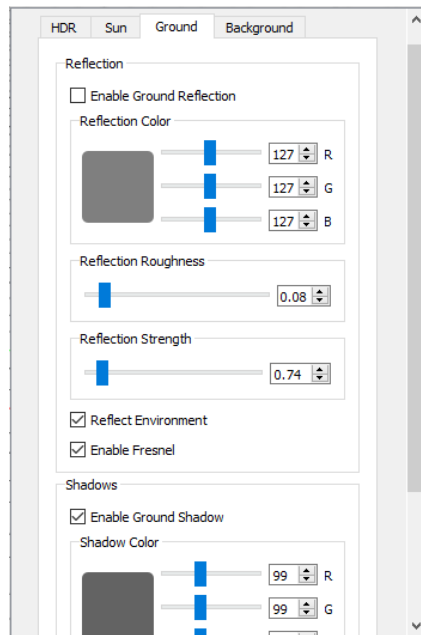 HDR Sun Ground Background
Reflection
Enable Ground Reflection
Reflection Color
127 R
127 G
127 B
Reflection Roughness
0.08
Reflection Strength
0.74
Reflect Environment
Enable Fresnel
Shadows
Enable Ground Shadow
Shadow Color
99 R
99 G